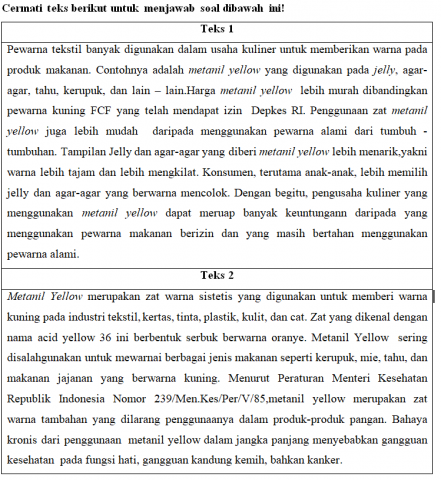 Cermati teks berikut untuk menjawab soal dibawah ini!
Teks 1
Pewarna tekstil banyak digunakan dalam usaha kuliner untuk memberikan warna pada
produk makanan. Contohnya adalah metanil yellow yang digunakan pada jelly, agar-
agar, tahu, kerupuk, dan lain – lain.Harga metanil yellow lebih murah dibandingkan
pewarna kuning FCF yang telah mendapat izin Depkes RI. Penggunaan zat metanil
yellow juga lebih mudah daripada menggunakan pewarna alami dari tumbuh -
tumbuhan. Tampilan Jelly dan agar-agar yang diberi metanil yellow lebih menarik,yakni
warna lebih tajam dan lebih mengkilat. Konsumen, terutama anak-anak, lebih memilih
jelly dan agar-agar yang berwarna mencolok. Dengan begitu, pengusaha kuliner yang
menggunakan metanil yellow dapat meruap banyak keuntungann daripada yang
menggunakan pewarna makanan berizin dan yang masih bertahan menggunakan
pewarna alami.
Teks 2
Metanil Yellow merupakan zat warna sistetis yang digunakan untuk memberi warna
kuning pada industri tekstil, kertas, tinta, plastik, kulit, dan cat. Zat yang dikenal dengan
nama acid yellow 36 ini berbentuk serbuk berwarna oranye. Metanil Yellow sering
disalahgunakan untuk mewarnai berbagai jenis makanan seperti kerupuk, mie, tahu, dan
makanan jajanan yang berwarna kuning. Menurut Peraturan Menteri Kesehatan
Republik Indonesia Nomor 239/Men.Kes/Per/V/85,metanil yellow merupakan zat
warna tambahan yang dilarang penggunaanya dalam produk-produk pangan. Bahaya
kronis dari penggunaan metanil yellow dalam jangka panjang menyebabkan gangguan
kesehatan pada fungsi hati, gangguan kandung kemih, bahkan kanker.